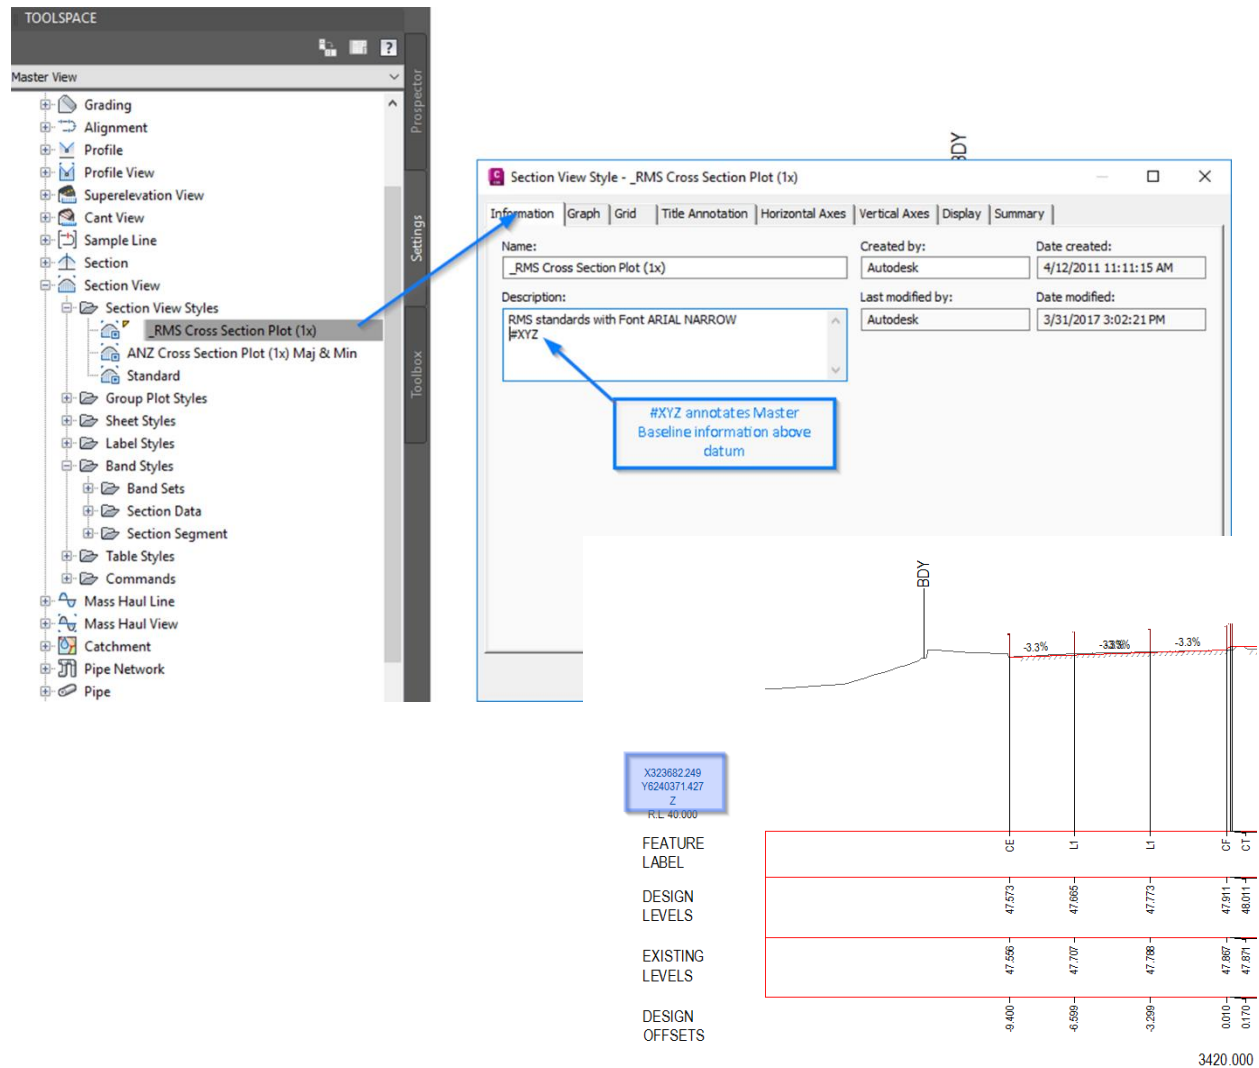 TOOLSPACE
Master View
Grading
Alignment
Profile
Profile View
Superelevation View
Cant View
Sample Line
Section
Section View
Section View Styles
_RMS Cross Section Plot (1x)
ANZ Cross Section Plot (1x) Maj & Min
Standard
Group Plot Styles
Sheet Styles
Label Styles
Band Styles
Band Sets
Section Data
Section Segment
Table Styles
Commands
Mass Haul Line
Mass Haul View
Catchment
Pipe Network
Pipe
Prospector
Settings
Toolbox
BDY
Section View Style - _RMS Cross Section Plot (1x)
Information Graph Grid Title Annotation Horizontal Axes Vertical Axes Display Summary
Name:
_RMS Cross Section Plot (1x)
Created by:
Autodesk
Date created:
4/12/2011 11:11:15 AM
Description:
RMS standards with Font ARIAL NARROW
#XYZ
Last modified by:
Autodesk
Date modified:
3/31/2017 3:02:21 PM
#XYZ annotates Master
Baseline information above
datum
BDY
-3.3% -3.3%
X323682.249
Y6240371.427
Z
R.L. 40.000
FEATURE
LABEL
CE L1 L1 CF CT
DESIGN
LEVELS
47.573 47.665 47.773 47.911 48.011
EXISTING
LEVELS
47.556 47.707 47.788 47.867 47.871
DESIGN
OFFSETS
-9.400 -6.599 -3.299 0.010 0.170
3420.000